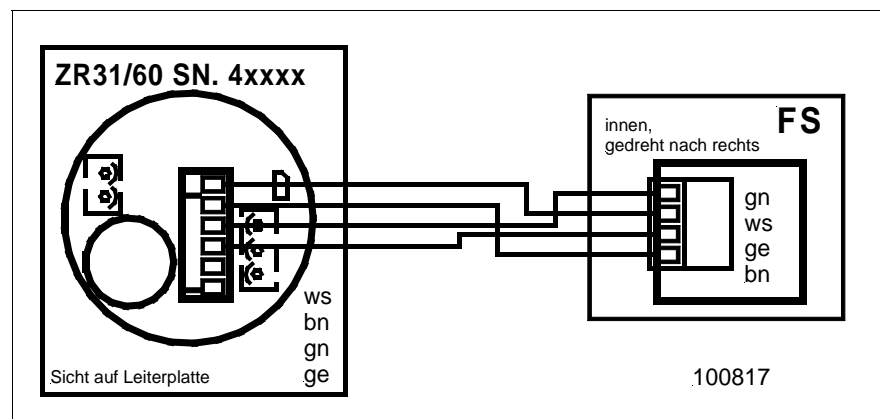 ZR31/60 SN. 4xxxx
ws
bn
gn
ge
Sicht auf Leiterplatte
FS
innen,
gedreht nach rechts
gn
ws
ge
bn
100817